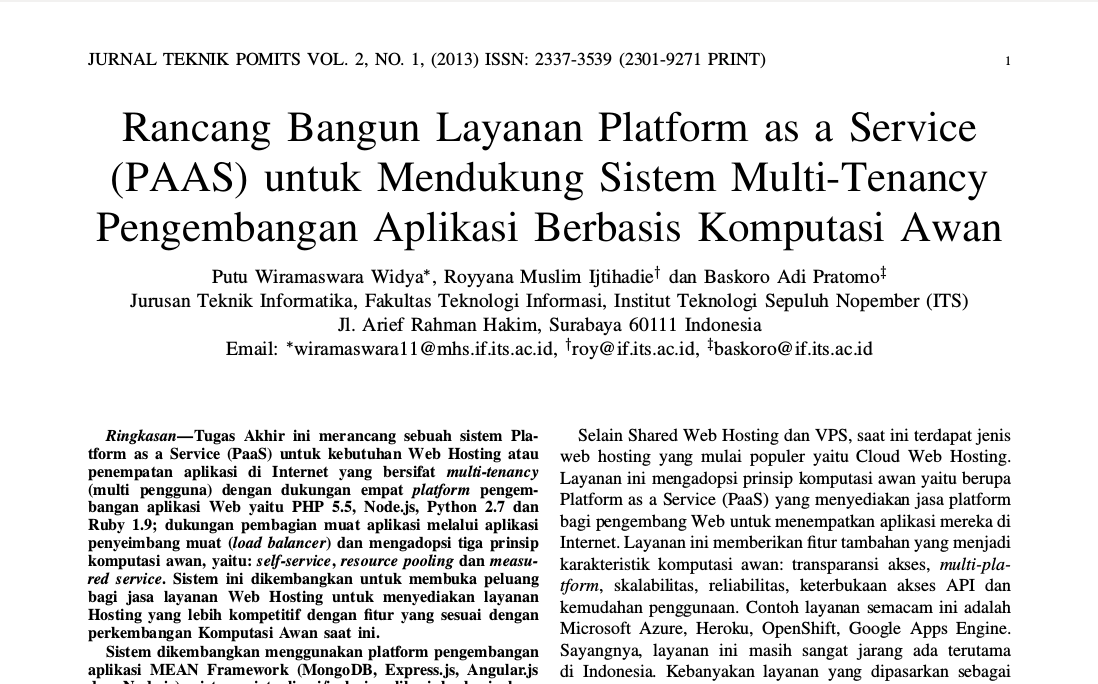 JURNAL TEKNIK POMITS VOL. 2, NO. 1, (2013) ISSN: 2337-3539 (2301-9271 PRINT)
1
Rancang Bangun Layanan Platform as a Service
(PAAS) untuk Mendukung Sistem Multi-Tenancy
Pengembangan Aplikasi Berbasis Komputasi Awan
Putu Wiramaswara Widya*, Royyana Muslim Ijtihadie† dan Baskoro Adi Pratomo‡
Jurusan Teknik Informatika, Fakultas Teknologi Informasi, Institut Teknologi Sepuluh Nopember (ITS)
Jl. Arief Rahman Hakim, Surabaya 60111 Indonesia
Email: *wiramaswara11@mhs.if.its.ac.id, †roy@if.its.ac.id, ‡baskoro@if.its.ac.id
Ringkasan—Tugas Akhir ini merancang sebuah sistem Pla-
tform as a Service (PaaS) untuk kebutuhan Web Hosting atau
penempatan aplikasi di Internet yang bersifat multi-tenancy
(multi pengguna) dengan dukungan empat platform pengem-
bangan aplikasi Web yaitu PHP 5.5, Node.js, Python 2.7 dan
Ruby 1.9; dukungan pembagian muat aplikasi melalui aplikasi
penyeimbang muat (load balancer) dan mengadopsi tiga prinsip
komputasi awan, yaitu: self-service, resource pooling dan measu-
red service. Sistem ini dikembangkan untuk membuka peluang
bagi jasa layanan Web Hosting untuk menyediakan layanan
Hosting yang lebih kompetitif dengan fitur yang sesuai dengan
perkembangan Komputasi Awan saat ini.
Sistem dikembangkan menggunakan platform pengembangan
aplikasi MEAN Framework (MongoDB, Express.js, Angular.js
Selain Shared Web Hosting dan VPS, saat ini terdapat jenis
web hosting yang mulai populer yaitu Cloud Web Hosting.
Layanan ini mengadopsi prinsip komputasi awan yaitu berupa
Platform as a Service (PaaS) yang menyediakan jasa platform
bagi pengembang Web untuk menempatkan aplikasi mereka di
Internet. Layanan ini memberikan fitur tambahan yang menjadi
karakteristik komputasi awan: transparansi akses, multi-pla-
tform, skalabilitas, reliabilitas, keterbukaan akses API dan
kemudahan penggunaan. Contoh layanan semacam ini adalah
Microsoft Azure, Heroku, OpenShift, Google Apps Engine.
Sayangnya, layanan ini masih sangat jarang ada terutama
di Indonesia. Kebanyakan layanan yang dipasarkan sebagai